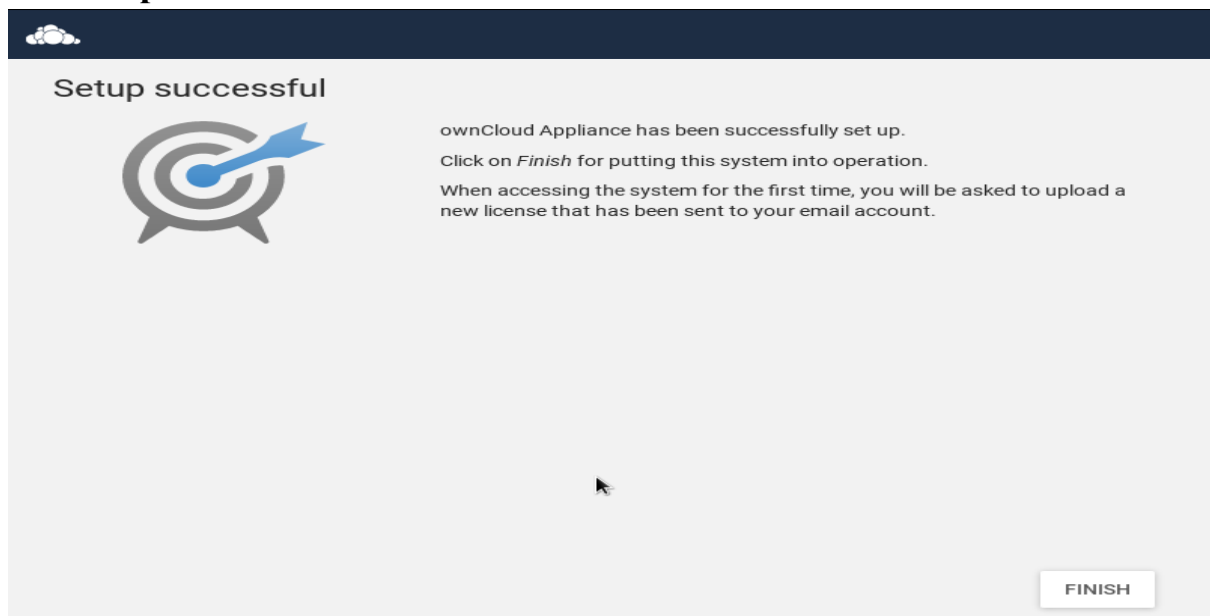 Setup successful
ownCloud Appliance has been successfully set up.
Click on Finish for putting this system into operation.
When accessing the system for the first time, you will be asked to upload a
new license that has been sent to your email account.
FINISH